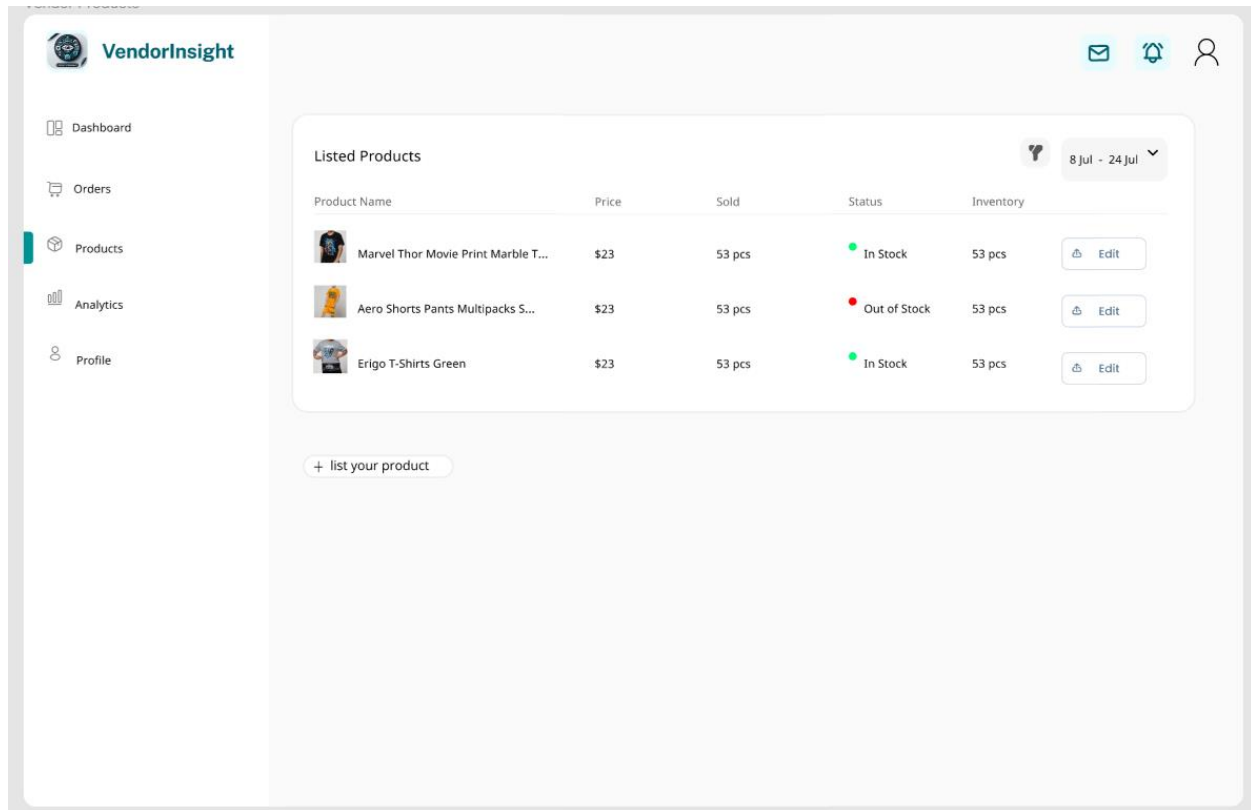 Vendor Products
VendorInsight
Dashboard
Orders
Products
Analytics
Profile
Listed Products
8 Jul - 24 Jul
Product Name Price Sold Status Inventory
Marvel Thor Movie Print Marble T... $23 53 pcs In Stock 53 pcs Edit
Aero Shorts Pants Multipacks S... $23 53 pcs Out of Stock 53 pcs Edit
Erigo T-Shirts Green $23 53 pcs In Stock 53 pcs Edit
+ list your product